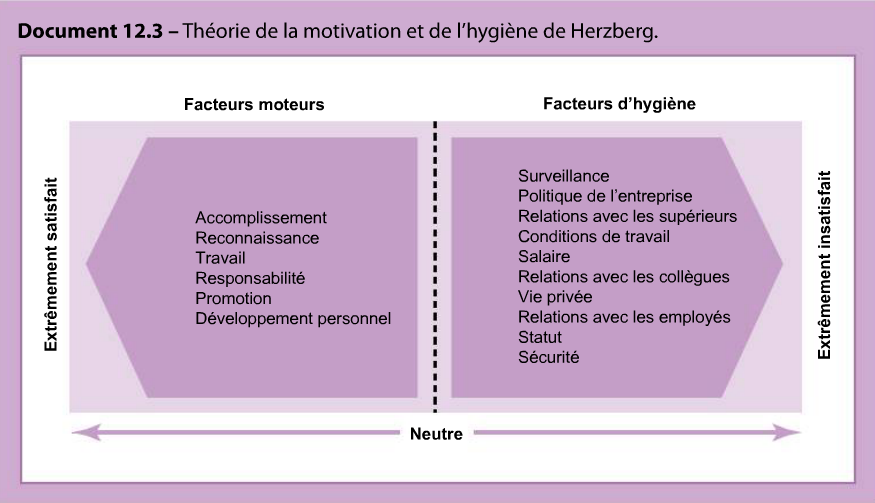 Document 12.3 – Théorie de la motivation et de l'hygiène de Herzberg.
Facteurs moteurs
Facteurs d'hygiène
Extrêmement satisfait
Accomplissement
Reconnaissance
Travail
Responsabilité
Promotion
Développement personnel
Surveillance
Politique de l'entreprise
Relations avec les supérieurs
Conditions de travail
Salaire
Relations avec les collègues
Vie privée
Relations avec les employés
Statut
Sécurité
Extrêmement insatisfait
Neutre